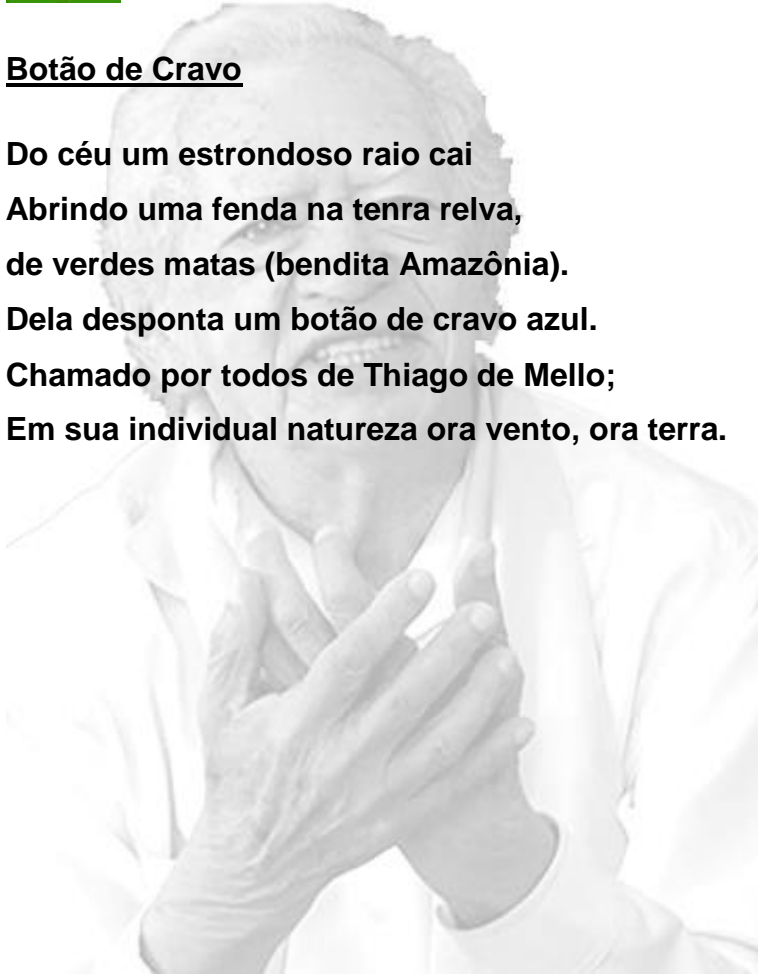 Botão de Cravo
Do céu um estrondoso raio cai
Abrindo uma fenda na tenra relva,
de verdes matas (bendita Amazônia).
Dela desponta um botão de cravo azul.
Chamado por todos de Thiago de Mello;
Em sua individual natureza ora vento, ora terra.